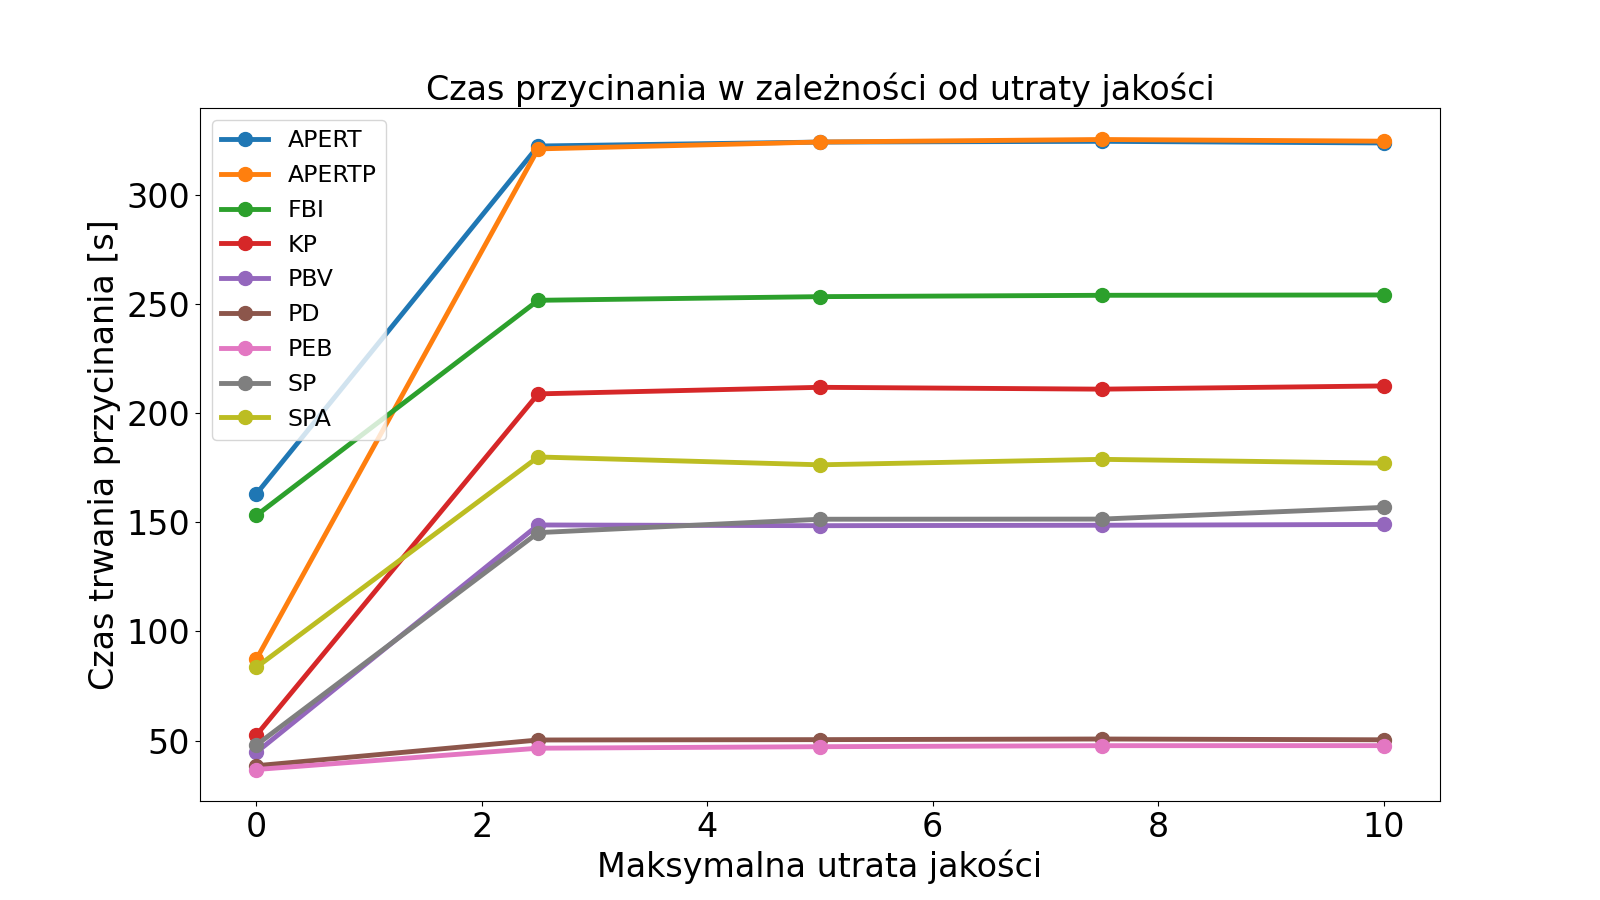 Czas przycinania w zależności od utraty jakości
APERT
APERTP
FBI
KP
PBV
PD
PEB
SP
SPA
Czas trwania przycinania [s]
300
250
200
150
100
50
0 2 4 6 8 10
Maksymalna utrata jakości